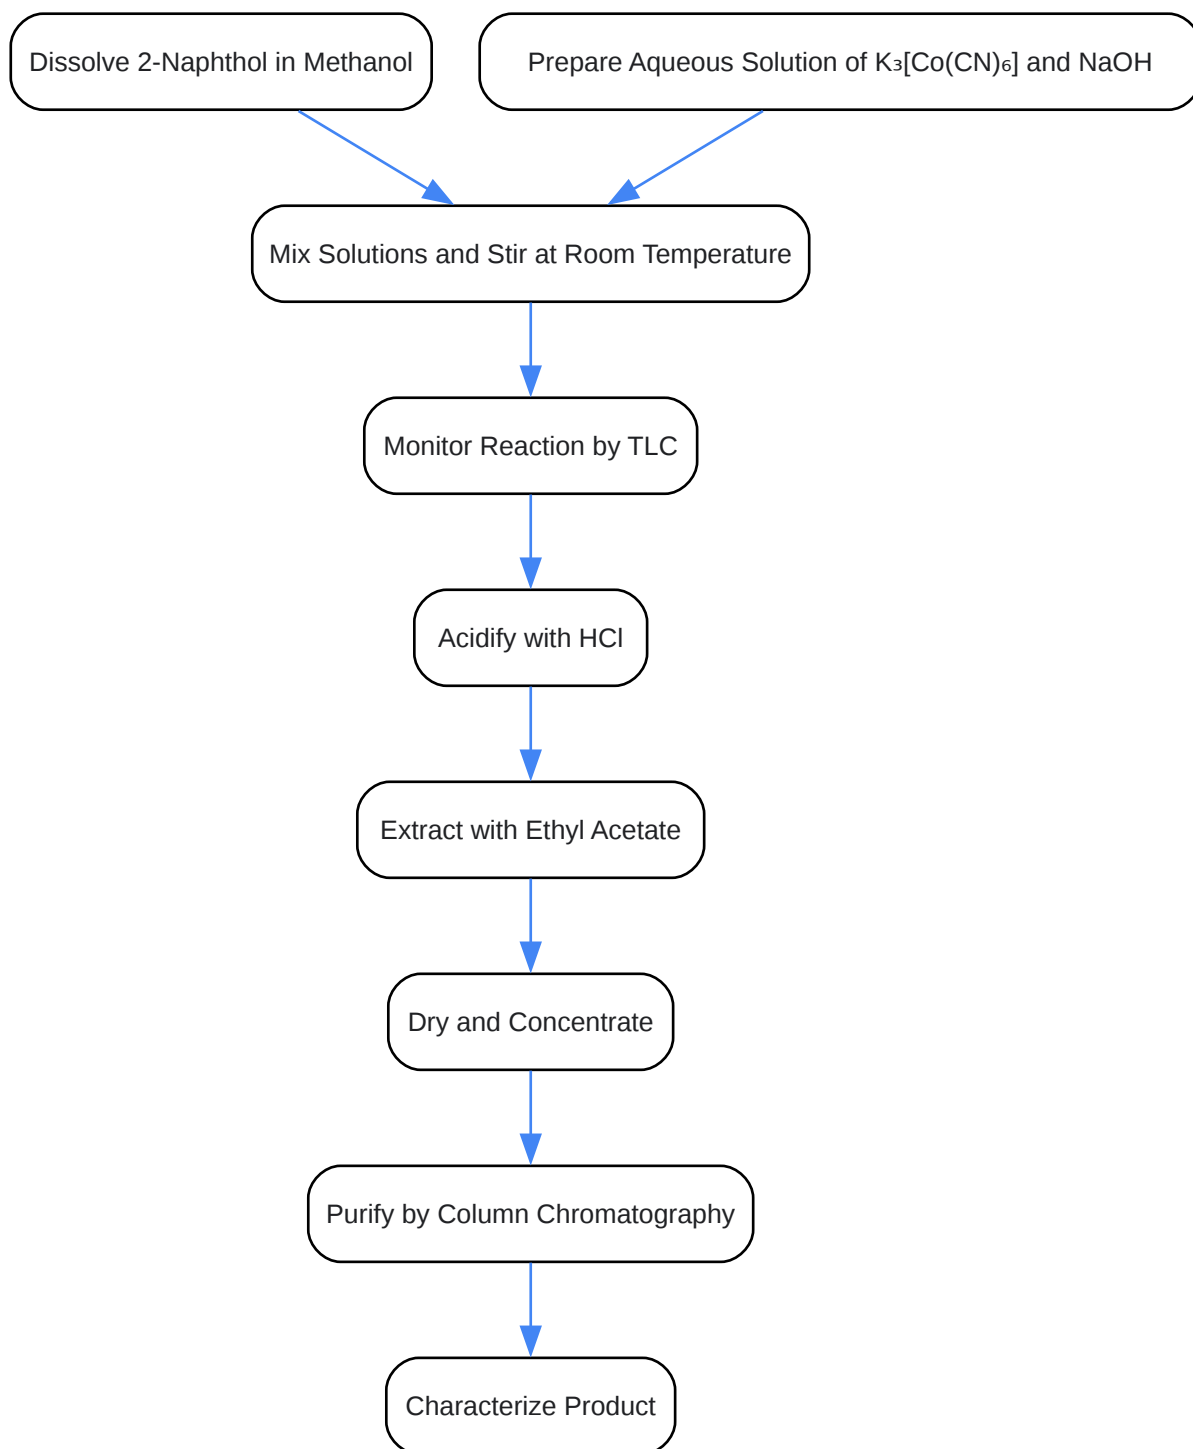 Dissolve 2-Naphthol in Methanol
Prepare Aqueous Solution of K₃[Co(CN)₆] and NaOH
Mix Solutions and Stir at Room Temperature
Monitor Reaction by TLC
Acidify with HCl
Extract with Ethyl Acetate
Dry and Concentrate
Purify by Column Chromatography
Characterize Product